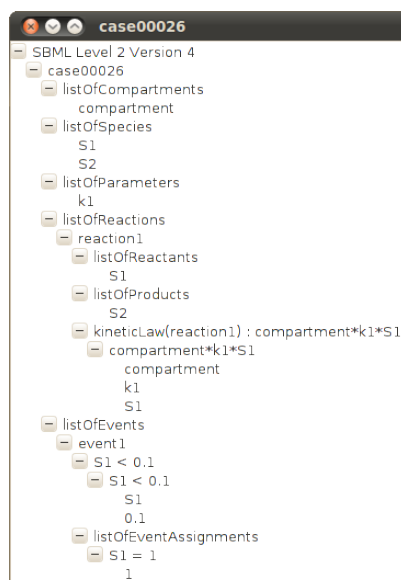 case00026
SBML Level 2 Version 4
case00026
listOfCompartments
compartment
listOfSpecies
S1
S2
listOfParameters
k1
listOfReactions
reaction1
listOfReactants
S1
listOfProducts
S2
kineticLaw(reaction1) : compartment*k1*S1
compartment*k1*S1
compartment
k1
S1
listOfEvents
event1
S1 < 0.1
S1 < 0.1
S1
0.1
listOfEventAssignments
S1 = 1
1